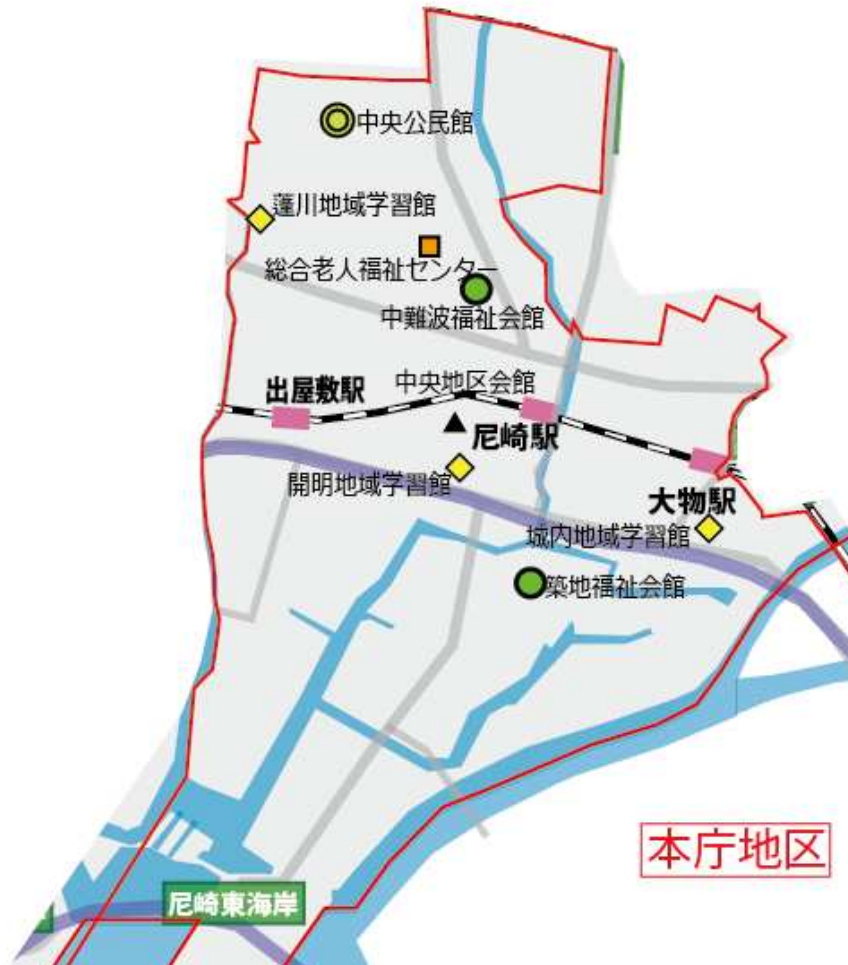 中央公民館
蓬川地域学習館
総合老人福祉センター
中難波福祉会館
中央地区会館
出屋敷駅
尼崎駅
開明地域学習館
大物駅
城内地域学習館
築地福祉会館
本庁地区
尼崎東海岸